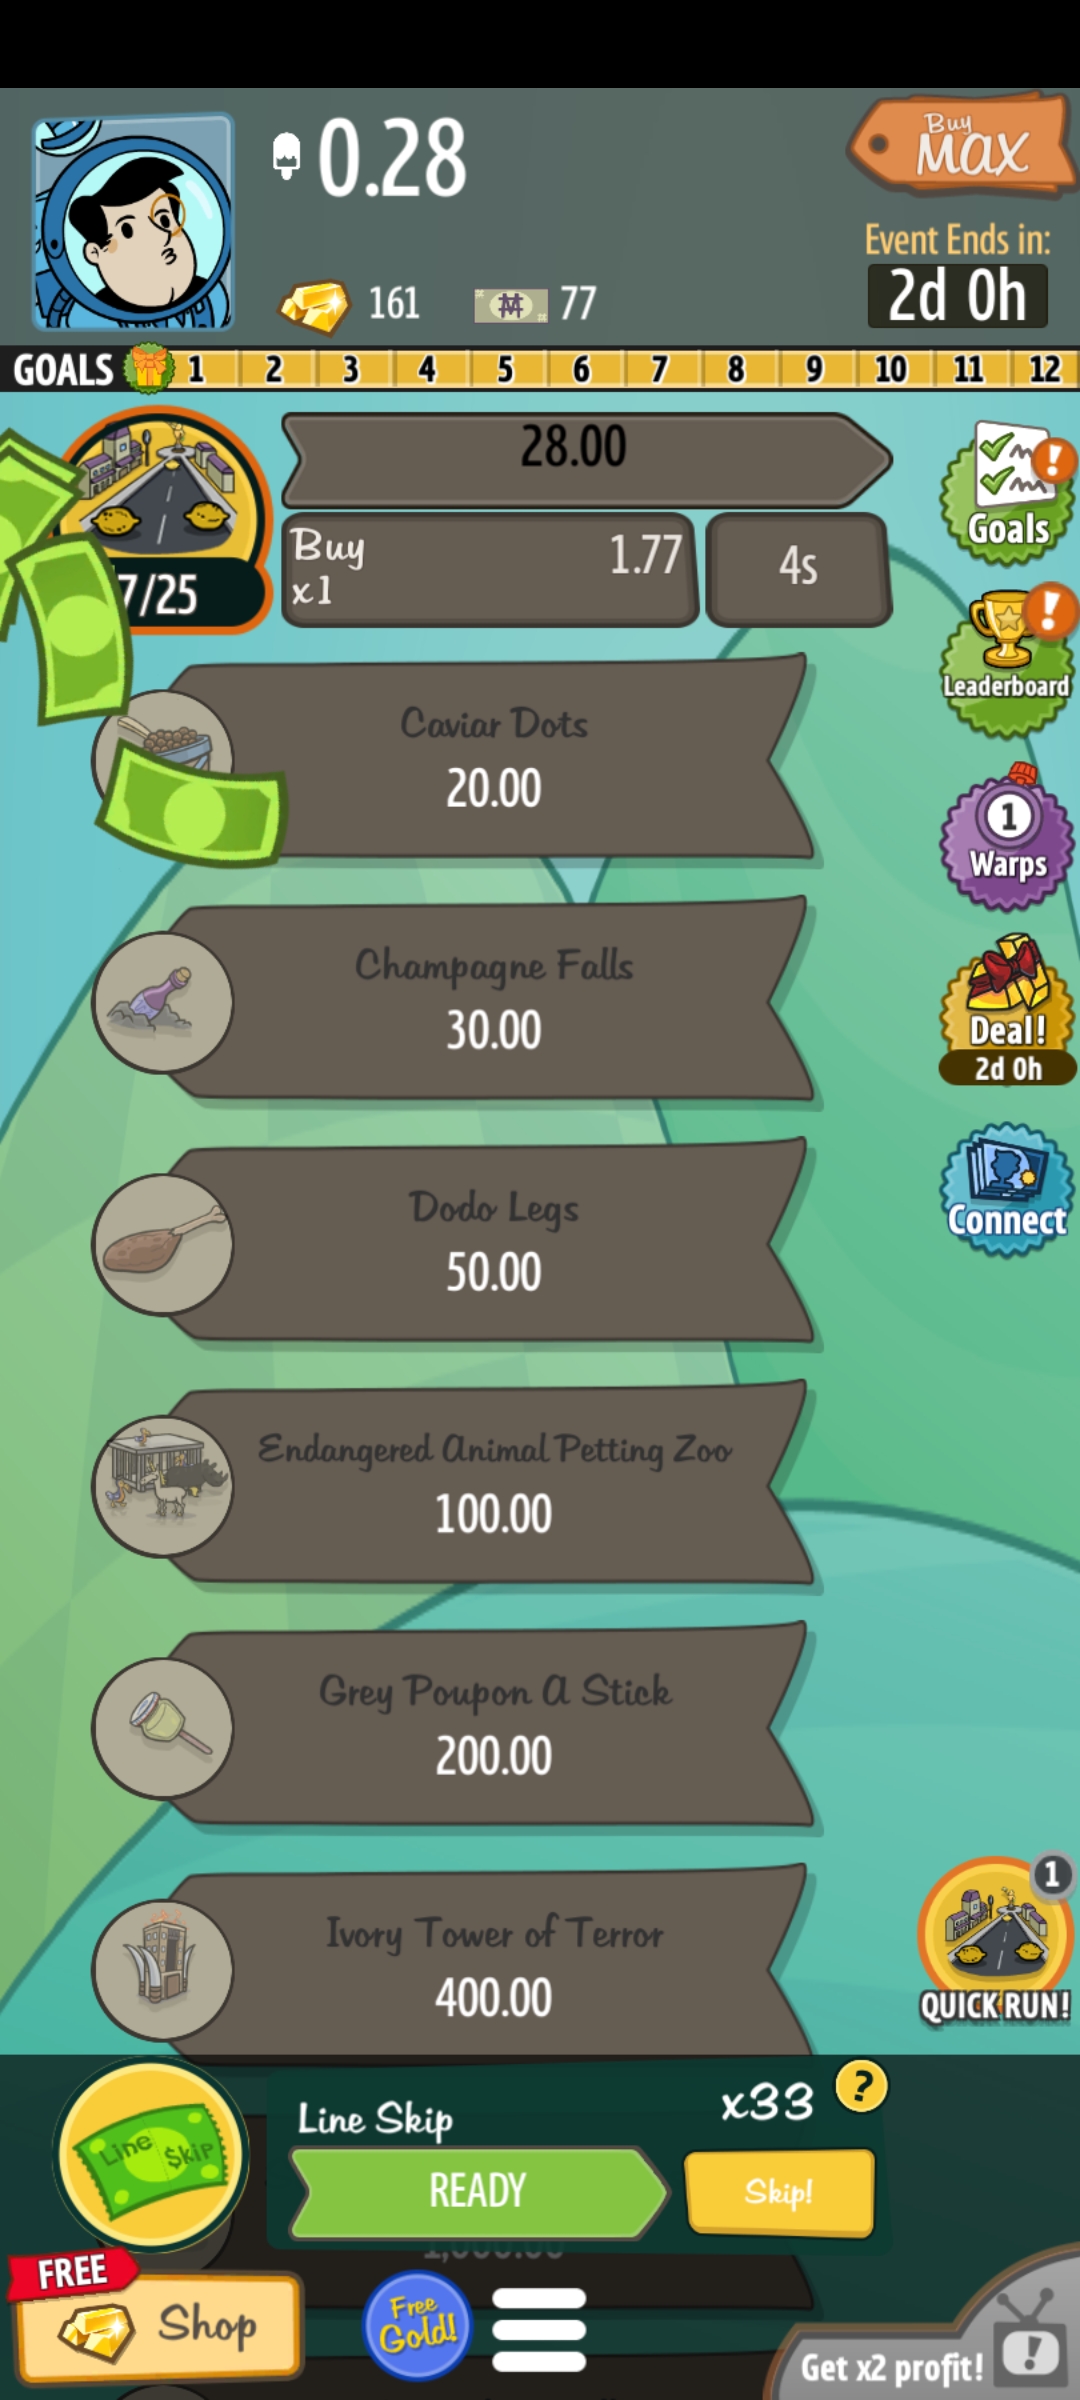 0.28
Buy
MAX
Event Ends in:
2d 0h
161
77
GOALS 1 2 3 4 5 6 7 8 9 10 11 12
28.00
7/25
Buy
x1
1.77
4s
Goals
Leaderboard
1
Warps
Deal!
2d 0h
Connect
Caviar Dots
20.00
Champagne Falls
30.00
Dodo Legs
50.00
Endangered Animal Petting Zoo
100.00
Grey Poupon A Stick
200.00
Ivory Tower of Terror
400.00
1
QUICK RUN!
Line Skip
Line $kip
x33
?
READY
Skip!
1,000.00
FREE
Shop
Free
Gold!
Get x2 profit!